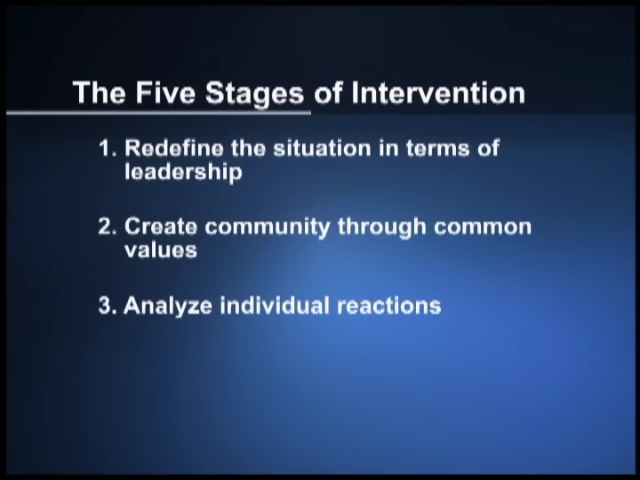 The Five Stages of Intervention
1. Redefine the situation in terms of
leadership
2. Create community through common
values
3. Analyze individual reactions